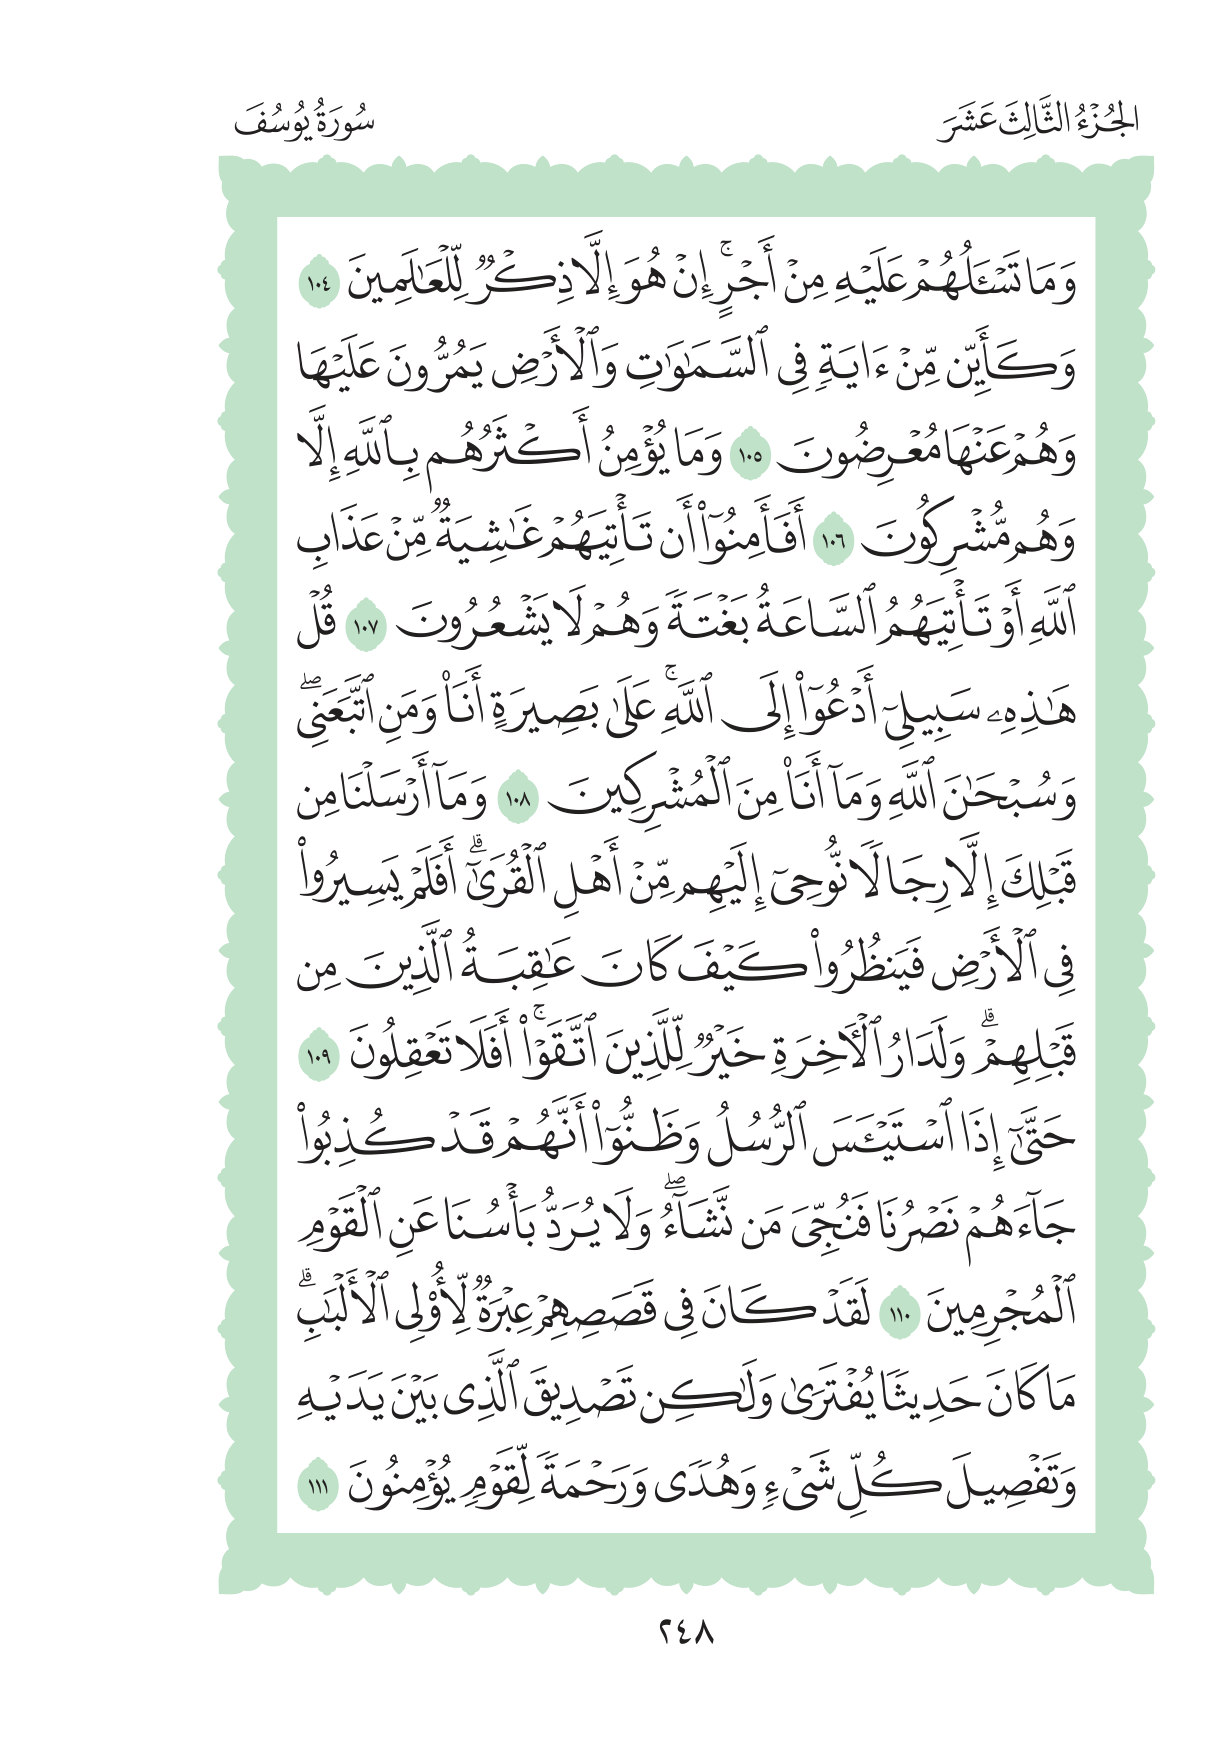 الجُزْءُ الثَّالِثَ عَشَرَ
سُورَةُ يُوسُفَ
وَمَا تَسْـَٔلُهُمْ عَلَيْهِ مِنْ أَجْرٍ ۚ إِنْ هُوَ إِلَّا ذِكْرٌ لِّلْعَٰلَمِينَ ١٠٤
وَكَأَيِّن مِّنْ ءَايَةٍ فِى ٱلسَّمَٰوَٰتِ وَٱلْأَرْضِ يَمُرُّونَ عَلَيْهَا
وَهُمْ عَنْهَا مُعْرِضُونَ ١٠٥ وَمَا يُؤْمِنُ أَكْثَرُهُم بِٱللَّهِ إِلَّا
وَهُم مُّشْرِكُونَ ١٠٦ أَفَأَمِنُوٓا۟ أَن تَأْتِيَهُمْ غَٰشِيَةٌ مِّنْ عَذَابِ
ٱللَّهِ أَوْ تَأْتِيَهُمُ ٱلسَّاعَةُ بَغْتَةً وَهُمْ لَا يَشْعُرُونَ ١٠٧ قُلْ
هَٰذِهِۦ سَبِيلِىٓ أَدْعُوٓا۟ إِلَى ٱللَّهِ ۚ عَلَىٰ بَصِيرَةٍ أَنَا۠ وَمَنِ ٱتَّبَعَنِى ۖ
وَسُبْحَٰنَ ٱللَّهِ وَمَآ أَنَا۠ مِنَ ٱلْمُشْرِكِينَ ١٠٨ وَمَآ أَرْسَلْنَا مِن
قَبْلِكَ إِلَّا رِجَالًا نُّوحِىٓ إِلَيْهِم مِّنْ أَهْلِ ٱلْقُرَىٰٓ ۗ أَفَلَمْ يَسِيرُوا۟
فِى ٱلْأَرْضِ فَيَنظُرُوا۟ كَيْفَ كَانَ عَٰقِبَةُ ٱلَّذِينَ مِن
قَبْلِهِمْ ۗ وَلَدَارُ ٱلْـَٔاخِرَةِ خَيْرٌ لِّلَّذِينَ ٱتَّقَوْا۟ ۚ أَفَلَا تَعْقِلُونَ ١٠٩
حَتَّىٰٓ إِذَا ٱسْتَيْـَٔسَ ٱلرُّسُلُ وَظَنُّوٓا۟ أَنَّهُمْ قَدْ كُذِبُوا۟
جَآءَهُمْ نَصْرُنَا فَنُجِّىَ مَن نَّشَآءُ ۖ وَلَا يُرَدُّ بَأْسُنَا عَنِ ٱلْقَوْمِ
ٱلْمُجْرِمِينَ ١١٠ لَقَدْ كَانَ فِى قَصَصِهِمْ عِبْرَةٌ لِّأُو۟لِى ٱلْأَلْبَٰبِ ۗ
مَا كَانَ حَدِيثًا يُفْتَرَىٰ وَلَٰكِن تَصْدِيقَ ٱلَّذِى بَيْنَ يَدَيْهِ
وَتَفْصِيلَ كُلِّ شَىْءٍ وَهُدًى وَرَحْمَةً لِّقَوْمٍ يُؤْمِنُونَ ١١١
٢٤٨